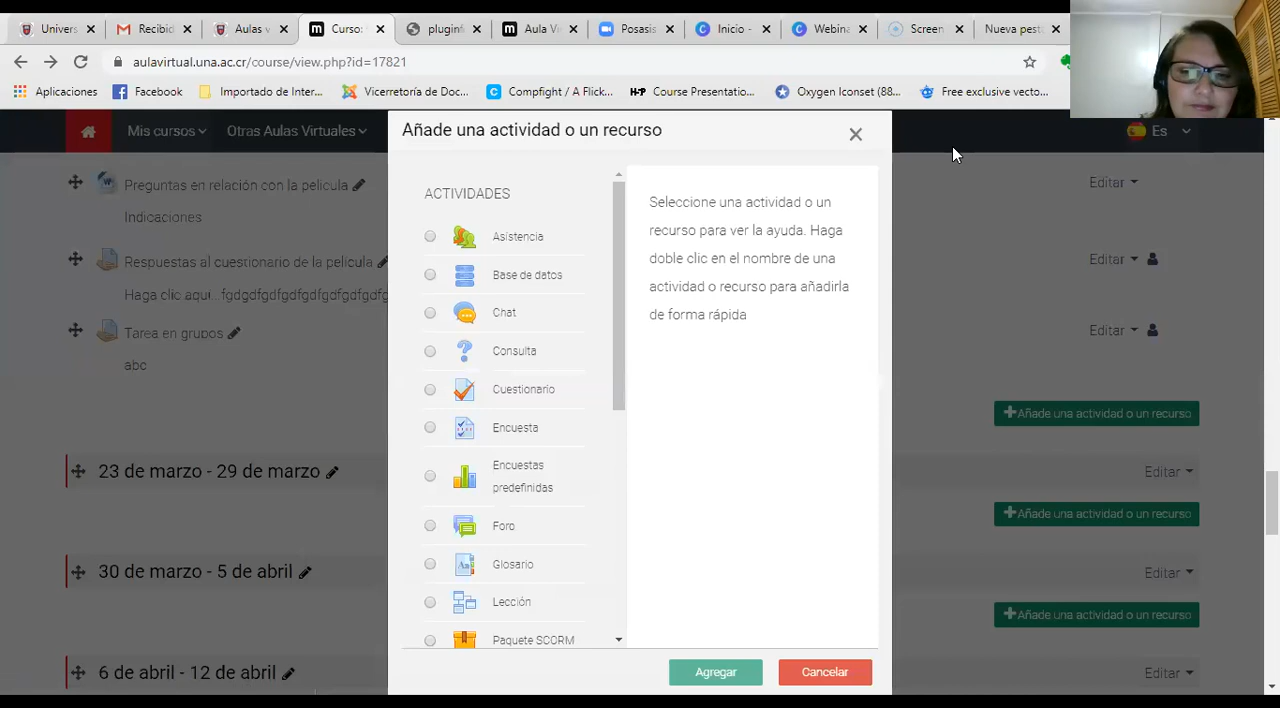 Univers
Recibid
Aulas v
Curso:
pluginf
Aula Vi
Posasis
Inicio -
Webina
Screen
Nueva pest
aulavirtual.una.ac.cr/course/view.php?id=17821
Aplicaciones
Facebook
Importado de Inter...
Vicerretoría de Doc...
Compfight / A Flick...
Course Presentatio...
Oxygen Iconset (88...
Free exclusive vecto...
Mis cursos
Otras Aulas Virtuales
Es
Añade una actividad o un recurso
Preguntas en relación con la pelicula
Indicaciones
Editar
Respuestas al cuestionario de la pelicula
Haga clic aqui...fgdgdfgdfgdfgdfgdfgdfg
Editar
Tarea en grupos
abc
Editar
Añade una actividad o un recurso
23 de marzo - 29 de marzo
Editar
Añade una actividad o un recurso
30 de marzo - 5 de abril
Editar
Añade una actividad o un recurso
6 de abril - 12 de abril
Editar
ACTIVIDADES
Asistencia
Base de datos
Chat
Consulta
Cuestionario
Encuesta
Encuestas
predefinidas
Foro
Glosario
Lección
Paquete SCORM
Seleccione una actividad o un
recurso para ver la ayuda. Haga
doble clic en el nombre de una
actividad o recurso para añadirla
de forma rápida
Agregar
Cancelar